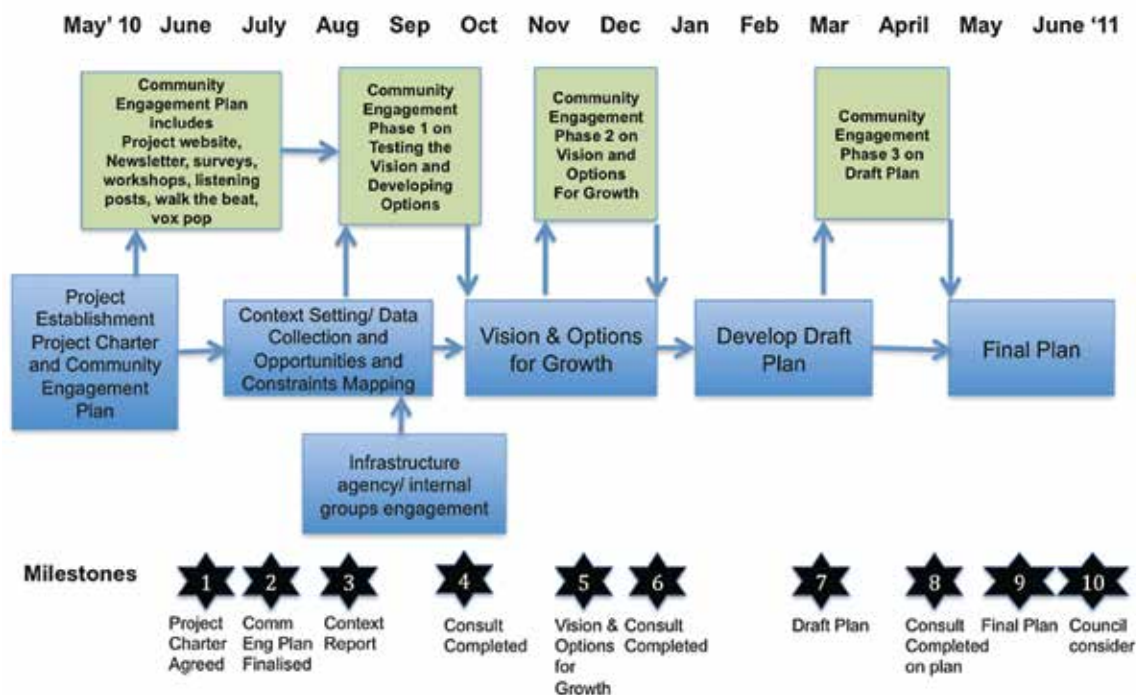 May' 10 June July Aug Sep Oct Nov Dec Jan Feb Mar April May June ‘11
Community
Engagement Plan
includes
Project website,
Newsletter, surveys,
workshops, listening
posts, walk the beat,
vox pop
Community
Engagement
Phase 1 on
Testing the
Vision and
Developing
Options
Community
Engagement
Phase 2 on
Vision and
Options
For Growth
Community
Engagement
Phase 3 on
Draft Plan
Project
Establishment
Project Charter
and Community
Engagement
Plan
Context Setting/ Data
Collection and
Opportunities and
Constraints Mapping
Vision & Options
for Growth
Develop Draft
Plan
Final Plan
Infrastructure
agency/ internal
groups engagement
Milestones
1
Project
Charter
Agreed
2
Comm
Eng Plan
Finalised
3
Context
Report
4
Consult
Completed
5
Vision &
Options
for
Growth
6
Consult
Completed
7
Draft Plan
8
Consult
Completed
on plan
9
Final Plan
10
Council
consider